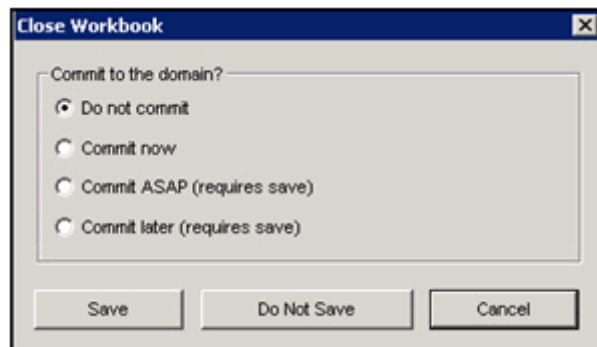 Close Workbook
Commit to the domain?
Do not commit
Commit now
Commit ASAP (requires save)
Commit later (requires save)
Save Do Not Save Cancel